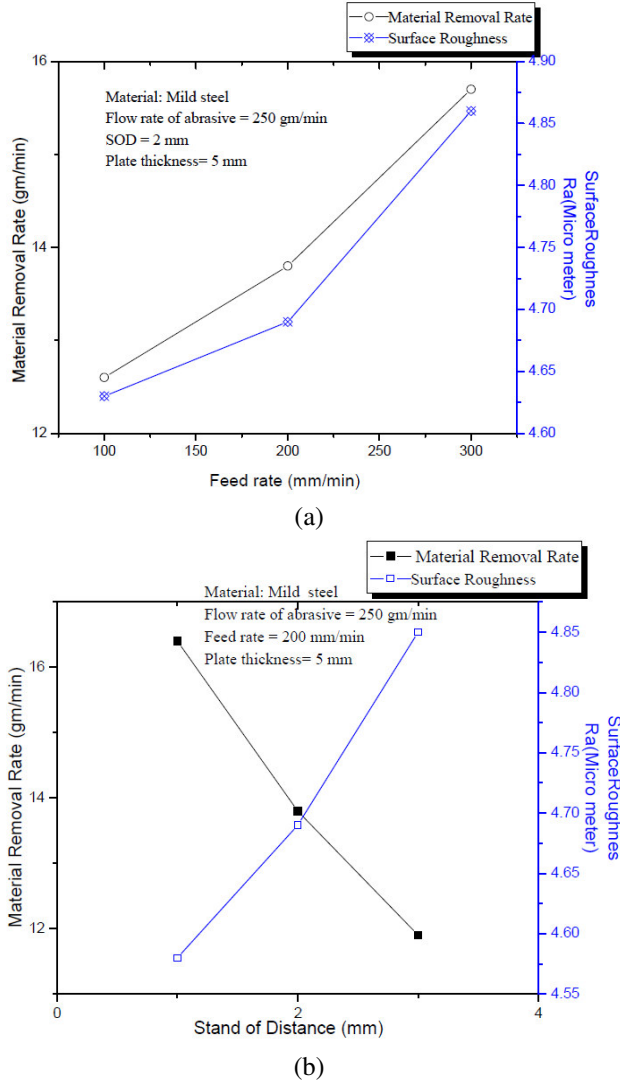 Material Removal Rate
Surface Roughness
16
14
12
Material Removal Rate (gm/min)
Material: Mild steel
Flow rate of abrasive = 250 gm/min
SOD = 2 mm
Plate thickness= 5 mm
4.90
4.85
4.80
4.75
4.70
4.65
4.60
SurfaceRoughnes
Ra(Micro meter)
100 150 200 250 300
Feed rate (mm/min)
(a)
Material Removal Rate
Surface Roughness
16
14
12
Material Removal Rate (gm/min)
Material: Mild steel
Flow rate of abrasive = 250 gm/min
Feed rate = 200 mm/min
Plate thickness= 5 mm
4.85
4.80
4.75
4.70
4.65
4.60
4.55
SurfaceRoughnes
Ra(Micro meter)
0 2 4
Stand of Distance (mm)
(b)